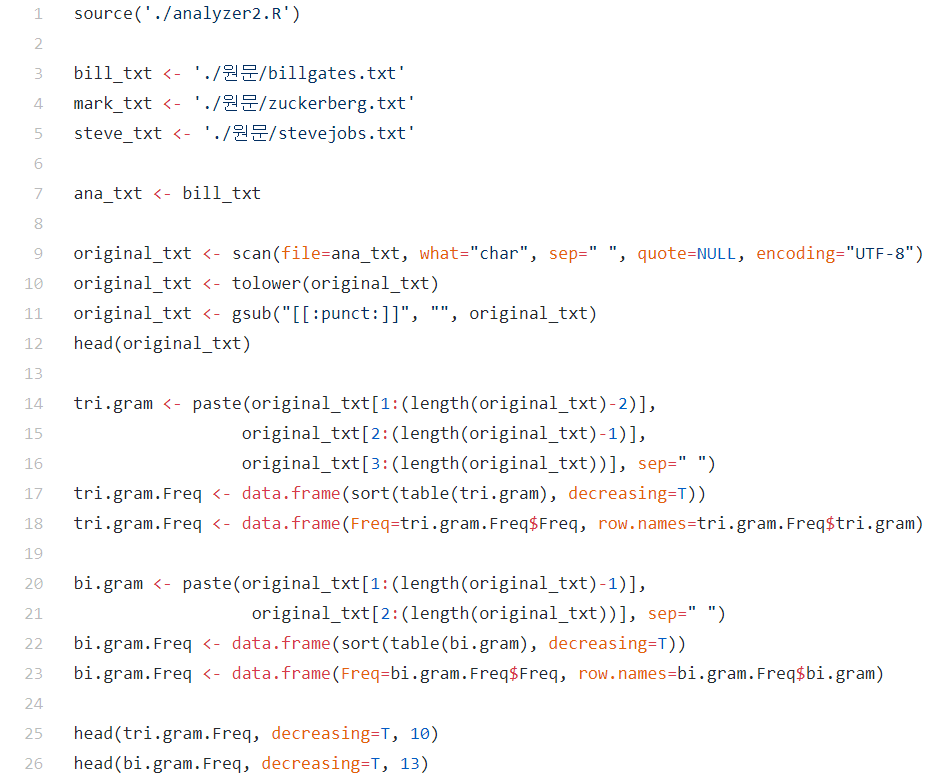 1 source('./analyzer2.R')
2
3 bill_txt <- './원문/billgates.txt'
4 mark_txt <- './원문/zuckerberg.txt'
5 steve_txt <- './원문/stevejobs.txt'
6
7 ana_txt <- bill_txt
8
9 original_txt <- scan(file=ana_txt, what="char", sep=" ", quote=NULL, encoding="UTF-8")
10 original_txt <- tolower(original_txt)
11 original_txt <- gsub("[[:punct:]]", "", original_txt)
12 head(original_txt)
13
14 tri.gram <- paste(original_txt[1:(length(original_txt)-2)],
15                  original_txt[2:(length(original_txt)-1)],
16                  original_txt[3:(length(original_txt))], sep=" ")
17 tri.gram.Freq <- data.frame(sort(table(tri.gram), decreasing=T))
18 tri.gram.Freq <- data.frame(Freq=tri.gram.Freq$Freq, row.names=tri.gram.Freq$tri.gram)
19
20 bi.gram <- paste(original_txt[1:(length(original_txt)-1)],
21                   original_txt[2:(length(original_txt))], sep=" ")
22 bi.gram.Freq <- data.frame(sort(table(bi.gram), decreasing=T))
23 bi.gram.Freq <- data.frame(Freq=bi.gram.Freq$Freq, row.names=bi.gram.Freq$bi.gram)
24
25 head(tri.gram.Freq, decreasing=T, 10)
26 head(bi.gram.Freq, decreasing=T, 13)